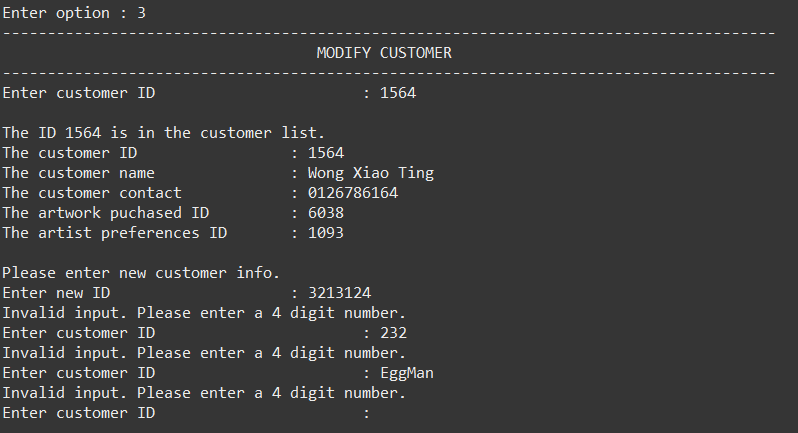 Enter option : 3
--------------------------------------------------------------------------------------
MODIFY CUSTOMER
--------------------------------------------------------------------------------------
Enter customer ID                       : 1564
The ID 1564 is in the customer list.
The customer ID                 : 1564
The customer name               : Wong Xiao Ting
The customer contact            : 0126786164
The artwork puchased ID         : 6038
The artist preferences ID       : 1093
Please enter new customer info.
Enter new ID                    : 3213124
Invalid input. Please enter a 4 digit number.
Enter customer ID                       : 232
Invalid input. Please enter a 4 digit number.
Enter customer ID                       : EggMan
Invalid input. Please enter a 4 digit number.
Enter customer ID                       :